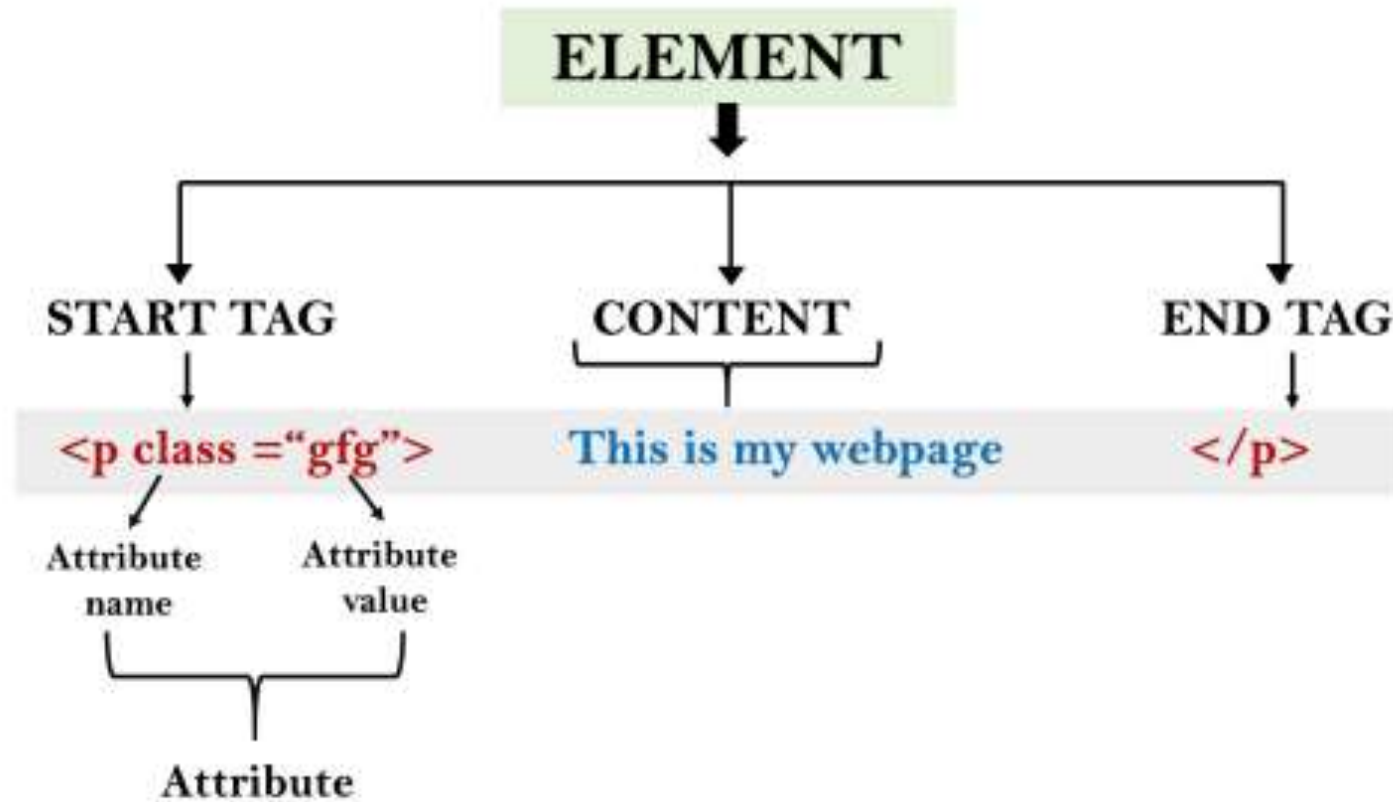 ELEMENT
START TAG CONTENT END TAG
<p class =“gfg”> This is my webpage </p>
Attribute name
Attribute value
Attribute